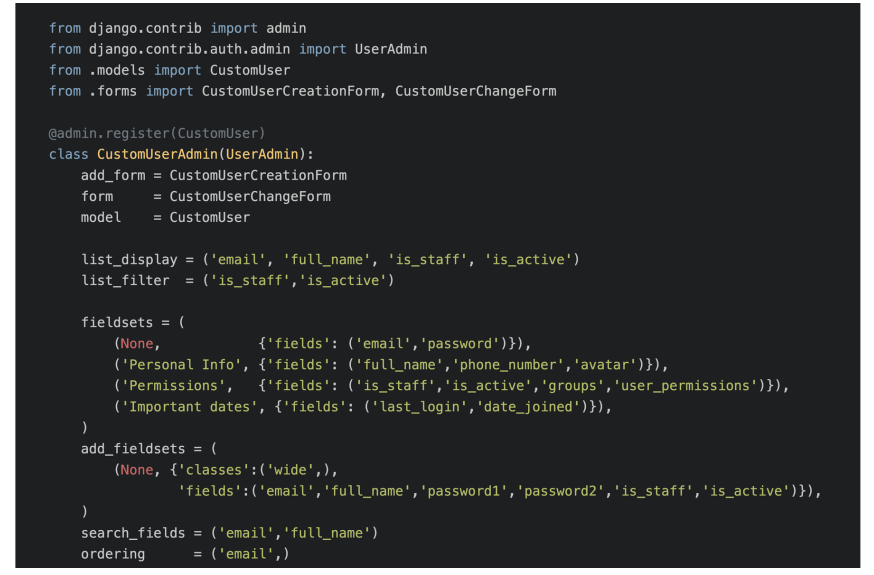 from django.contrib import admin
from django.contrib.auth.admin import UserAdmin
from .models import CustomUser
from .forms import CustomUserCreationForm, CustomUserChangeForm

@admin.register(CustomUser)
class CustomUserAdmin(UserAdmin):
    add_form = CustomUserCreationForm
    form     = CustomUserChangeForm
    model    = CustomUser

    list_display = ('email', 'full_name', 'is_staff', 'is_active')
    list_filter  = ('is_staff','is_active')

    fieldsets = (
        (None,            {'fields': ('email','password')}),
        ('Personal Info', {'fields': ('full_name','phone_number','avatar')}),
        ('Permissions',   {'fields': ('is_staff','is_active','groups','user_permissions')}),
        ('Important dates', {'fields': ('last_login','date_joined')}),
    )
    add_fieldsets = (
        (None, {'classes':('wide',),
                'fields':('email','full_name','password1','password2','is_staff','is_active')}),
    )
    search_fields = ('email','full_name')
    ordering      = ('email',)